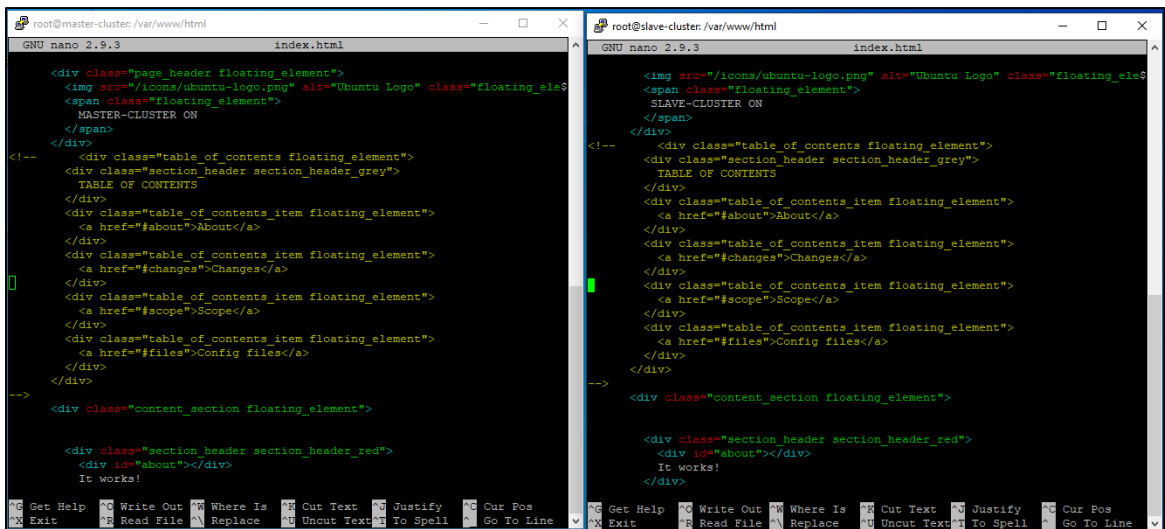 root@master-cluster: /var/www/html
GNU nano 2.9.3 index.html
<div class="page_header floating_element">
<img src="/icons/ubuntu-logo.png" alt="Ubuntu Logo" class="floating_ele$
<span class="floating_element">
MASTER-CLUSTER ON
</span>
</div>
<!-- <div class="table_of_contents floating_element">
<div class="section_header section_header_grey">
TABLE OF CONTENTS
</div>
<div class="table_of_contents_item floating_element">
<a href="#about">About</a>
</div>
<div class="table_of_contents_item floating_element">
<a href="#changes">Changes</a>
</div>
<div class="table_of_contents_item floating_element">
<a href="#scope">Scope</a>
</div>
<div class="table_of_contents_item floating_element">
<a href="#files">Config files</a>
</div>
</div>
-->
<div class="content_section floating_element">
<div class="section_header section_header_red">
<div id="about"></div>
It works!
^G Get Help ^O Write Out ^W Where Is ^K Cut Text ^J Justify ^C Cur Pos
^X Exit ^R Read File ^\ Replace ^U Uncut Text ^T To Spell ^_ Go To Line
root@slave-cluster: /var/www/html
GNU nano 2.9.3 index.html
<img src="/icons/ubuntu-logo.png" alt="Ubuntu Logo" class="floating_ele$
<span class="floating_element">
SLAVE-CLUSTER ON
</span>
</div>
<!-- <div class="table_of_contents floating_element">
<div class="section_header section_header_grey">
TABLE OF CONTENTS
</div>
<div class="table_of_contents_item floating_element">
<a href="#about">About</a>
</div>
<div class="table_of_contents_item floating_element">
<a href="#changes">Changes</a>
</div>
<div class="table_of_contents_item floating_element">
<a href="#scope">Scope</a>
</div>
<div class="table_of_contents_item floating_element">
<a href="#files">Config files</a>
</div>
</div>
-->
<div class="content_section floating_element">
<div class="section_header section_header_red">
<div id="about"></div>
It works!
</div>
^G Get Help ^O Write Out ^W Where Is ^K Cut Text ^J Justify ^C Cur Pos
^X Exit ^R Read File ^\ Replace ^U Uncut Text ^T To Spell ^_ Go To Line